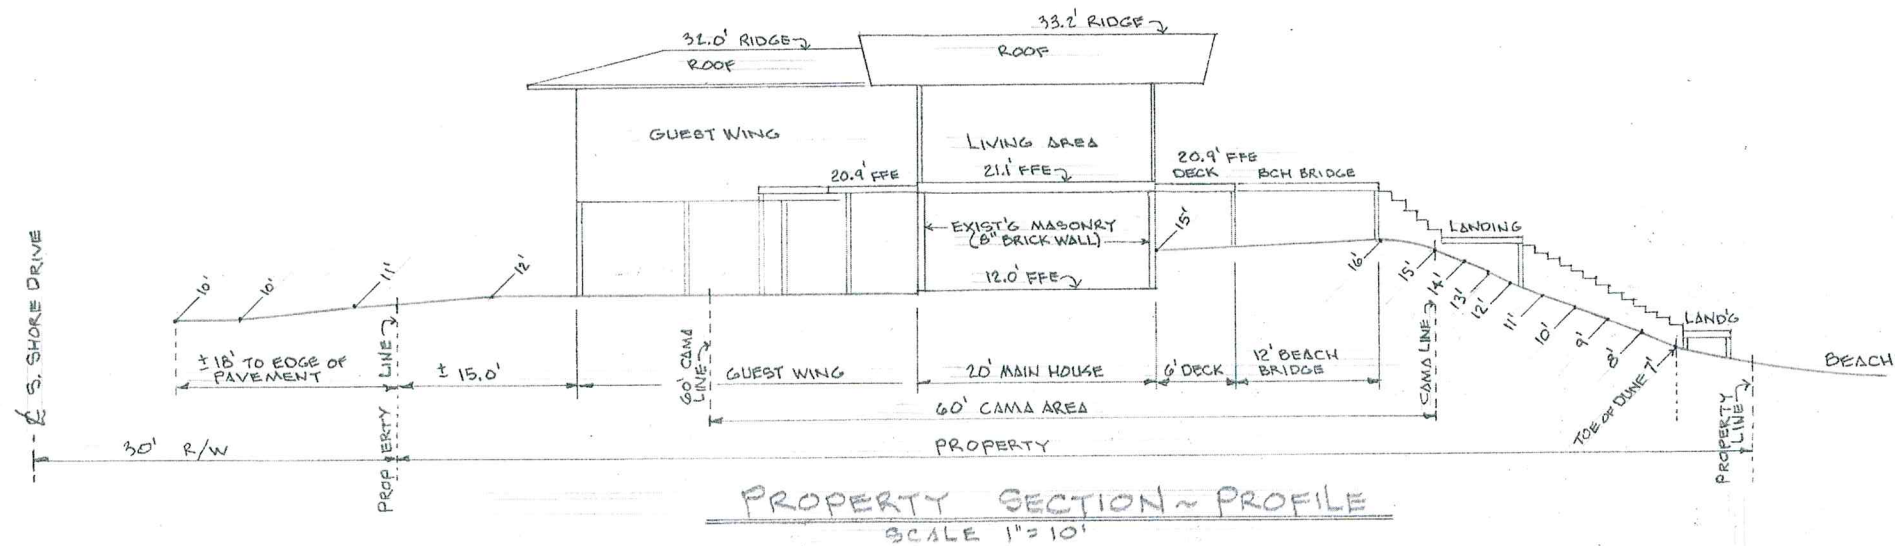 33.2' RIDGE
32.0' RIDGE
ROOF
ROOF
GUEST WING
LIVING AREA
20.9' FFE
21.1' FFE
20.9' FFE
DECK
BCH BRIDGE
EXIST'G MASONRY
(8" BRICK WALL)
12.0' FFE
LANDING
LAND'G
BEACH
10'
10'
11'
12'
15'
16'
15'
14'
13'
12'
11'
10'
9'
8'
TOE OF DUNE 7'
℄ S. SHORE DRIVE
± 18' TO EDGE OF
PAVEMENT
PROPERTY LINE
± 15.0'
60' CAMA
LINE
GUEST WING
20' MAIN HOUSE
6' DECK
12' BEACH
BRIDGE
CAMA LINE
60' CAMA AREA
30' R/W
PROPERTY
PROPERTY
LINE
PROPERTY SECTION ~ PROFILE
SCALE 1" = 10'